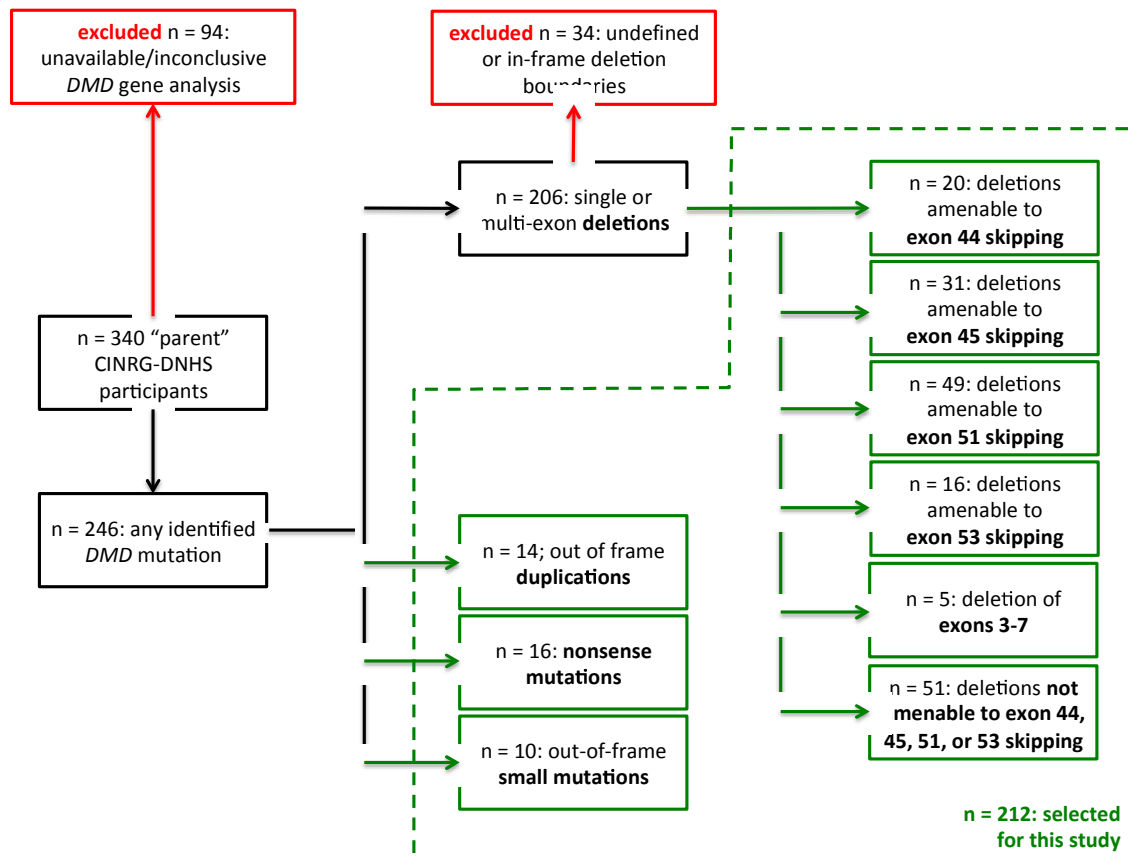 excluded n = 94:
unavailable/inconclusive
DMD gene analysis
excluded n = 34: undefined
or in-frame deletion
boundaries
n = 206: single or
multi-exon deletions
n = 340 “parent”
CINRG-DNHS
participants
n = 246: any identified
DMD mutation
n = 14; out of frame
duplications
n = 16: nonsense
mutations
n = 10: out-of-frame
small mutations
n = 20: deletions
amenable to
exon 44 skipping
n = 31: deletions
amenable to
exon 45 skipping
n = 49: deletions
amenable to
exon 51 skipping
n = 16: deletions
amenable to
exon 53 skipping
n = 5: deletion of
exons 3-7
n = 51: deletions not
menable to exon 44,
45, 51, or 53 skipping
n = 212: selected
for this study